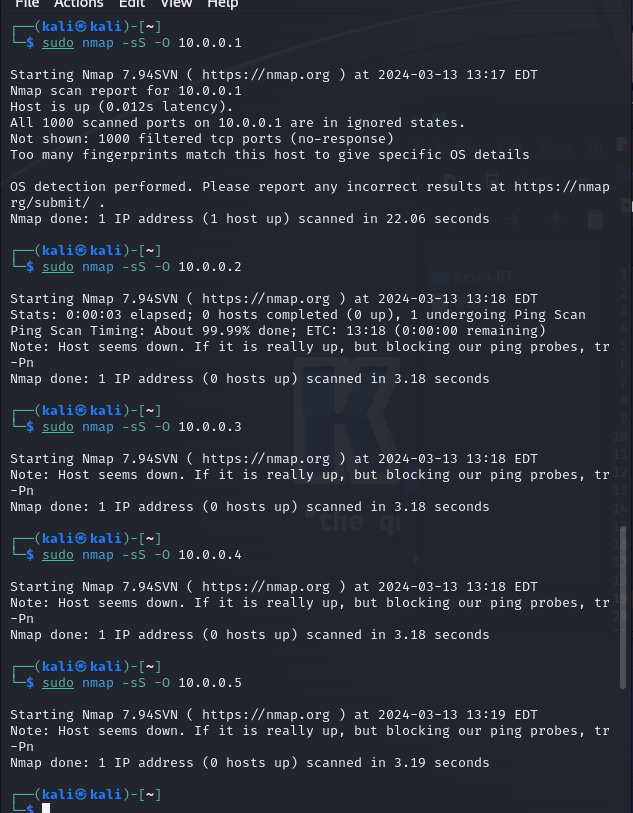 File Actions Edit View Help
┌──(kali㉿kali)-[~]
└─$ sudo nmap -sS -O 10.0.0.1
Starting Nmap 7.94SVN ( https://nmap.org ) at 2024-03-13 13:17 EDT
Nmap scan report for 10.0.0.1
Host is up (0.012s latency).
All 1000 scanned ports on 10.0.0.1 are in ignored states.
Not shown: 1000 filtered tcp ports (no-response)
Too many fingerprints match this host to give specific OS details
OS detection performed. Please report any incorrect results at https://nmap
rg/submit/ .
Nmap done: 1 IP address (1 host up) scanned in 22.06 seconds
┌──(kali㉿kali)-[~]
└─$ sudo nmap -sS -O 10.0.0.2
Starting Nmap 7.94SVN ( https://nmap.org ) at 2024-03-13 13:18 EDT
Stats: 0:00:03 elapsed; 0 hosts completed (0 up), 1 undergoing Ping Scan
Ping Scan Timing: About 99.99% done; ETC: 13:18 (0:00:00 remaining)
Note: Host seems down. If it is really up, but blocking our ping probes, tr
-Pn
Nmap done: 1 IP address (0 hosts up) scanned in 3.18 seconds
┌──(kali㉿kali)-[~]
└─$ sudo nmap -sS -O 10.0.0.3
Starting Nmap 7.94SVN ( https://nmap.org ) at 2024-03-13 13:18 EDT
Note: Host seems down. If it is really up, but blocking our ping probes, tr
-Pn
Nmap done: 1 IP address (0 hosts up) scanned in 3.18 seconds
┌──(kali㉿kali)-[~]
└─$ sudo nmap -sS -O 10.0.0.4
Starting Nmap 7.94SVN ( https://nmap.org ) at 2024-03-13 13:18 EDT
Note: Host seems down. If it is really up, but blocking our ping probes, tr
-Pn
Nmap done: 1 IP address (0 hosts up) scanned in 3.18 seconds
┌──(kali㉿kali)-[~]
└─$ sudo nmap -sS -O 10.0.0.5
Starting Nmap 7.94SVN ( https://nmap.org ) at 2024-03-13 13:19 EDT
Note: Host seems down. If it is really up, but blocking our ping probes, tr
-Pn
Nmap done: 1 IP address (0 hosts up) scanned in 3.19 seconds
┌──(kali㉿kali)-[~]
└─$
View
Kevin-RT
"the qu